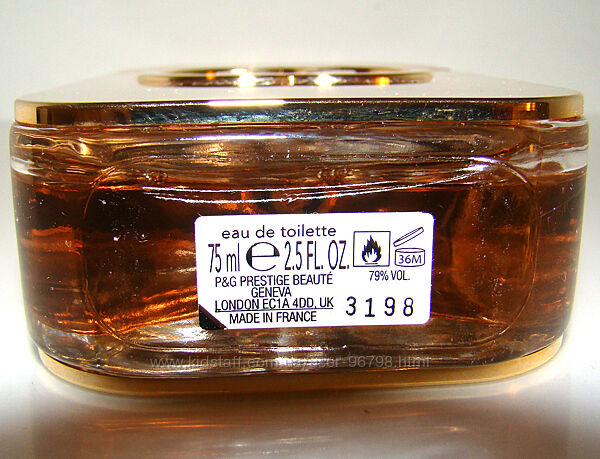 eau de toilette
75 ml e 2.5 FL. OZ.
36M
79% VOL.
P&G PRESTIGE BEAUTÉ
GENEVA
LONDON EC1A 4DD, UK
MADE IN FRANCE
3198